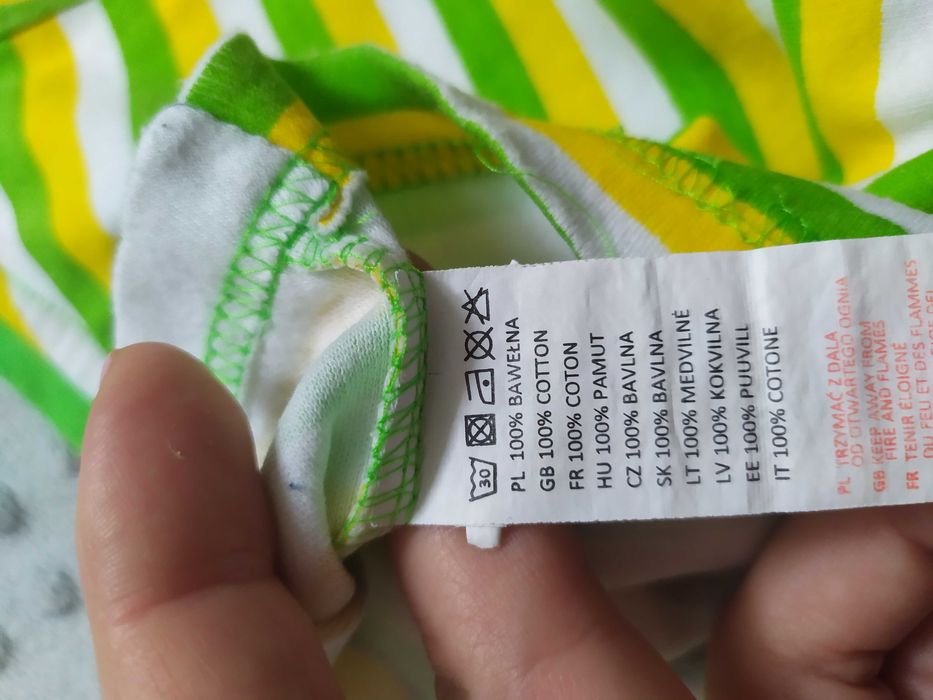 30
PL 100% BAWEŁNA
GB 100% COTTON
FR 100% COTON
HU 100% PAMUT
CZ 100% BAVLNA
SK 100% BAVLNA
LT 100% MEDVILNĖ
LV 100% KOKVILNA
EE 100% PUUVILL
IT 100% COTONE
PL TRZYMAĆ Z DALA
OD OTWARTEGO OGNIA
GB KEEP AWAY FROM
FIRE AND FLAMES
FR TENIR ÉLOIGNÉ
DU FEU ET DES FLAMMES